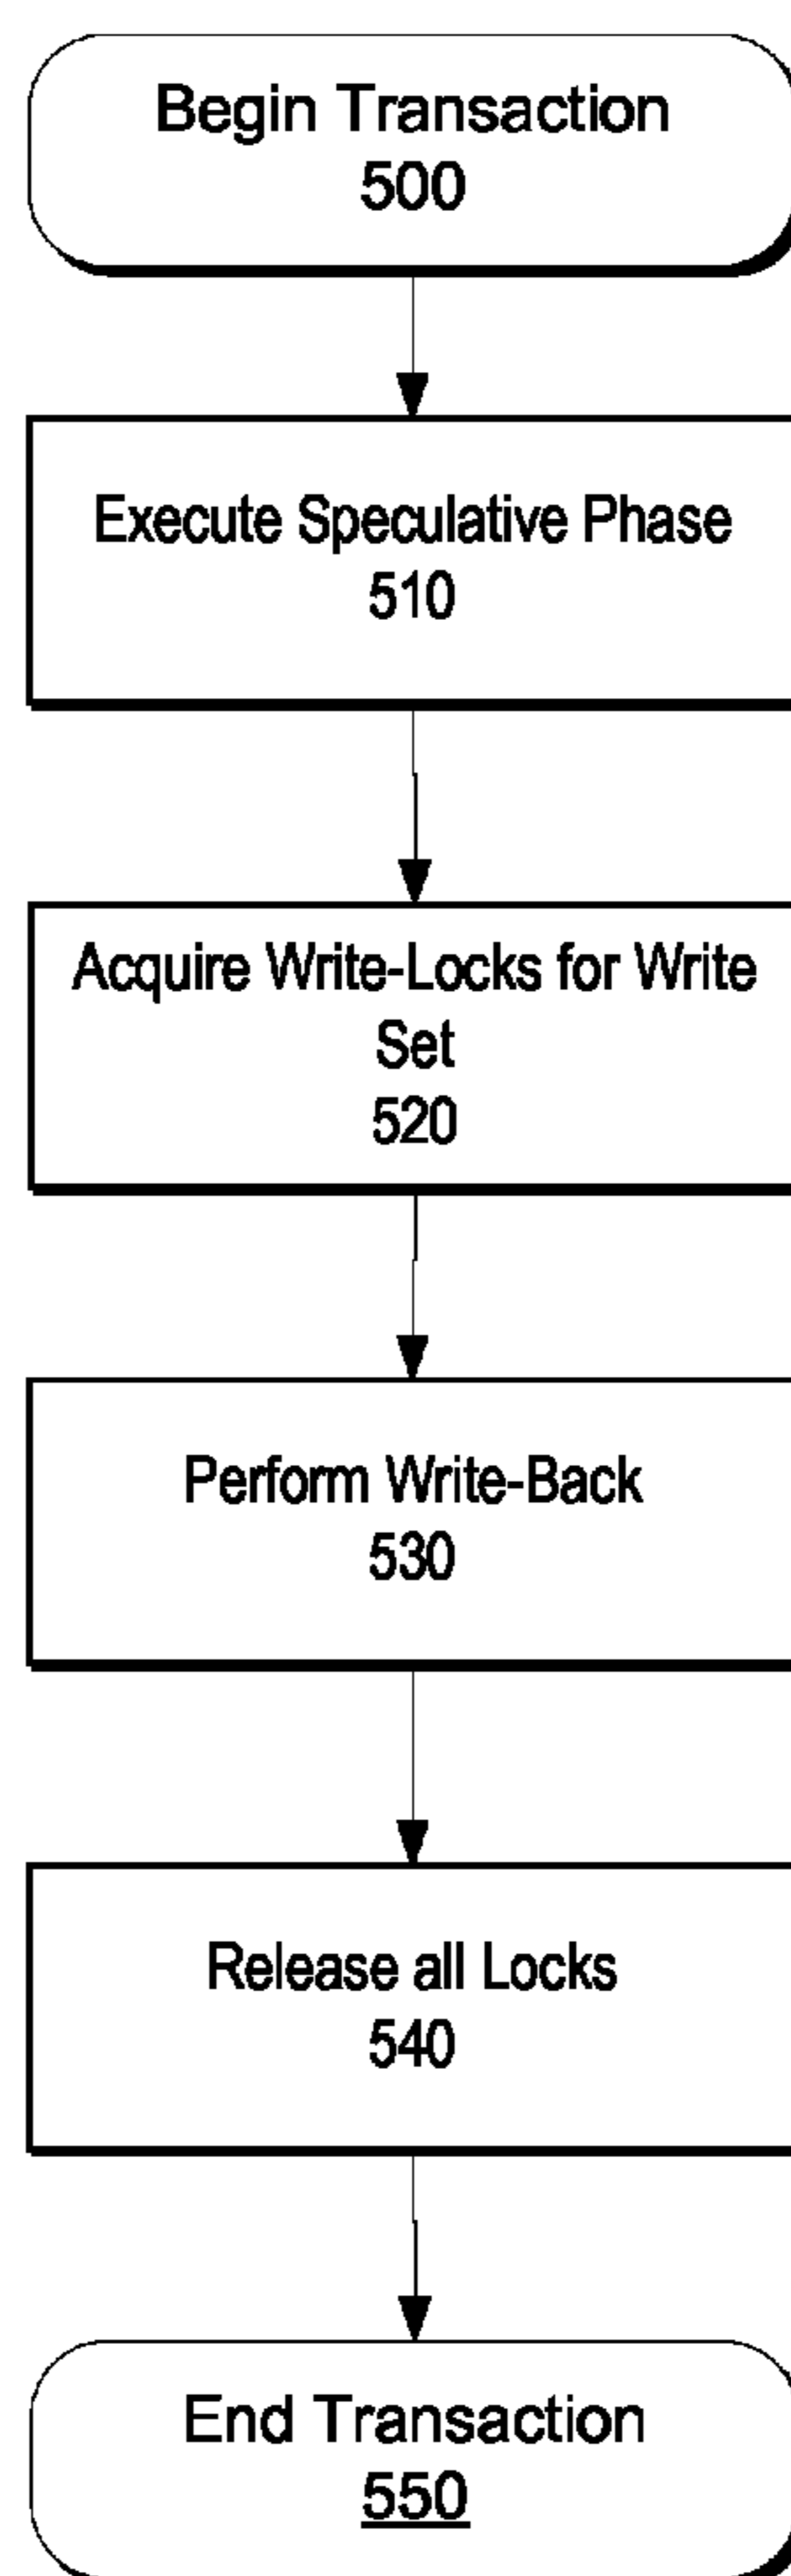 Begin Transaction
500
Execute Speculative Phase
510
Acquire Write-Locks for Write
Set
520
Perform Write-Back
530
Release all Locks
540
End Transaction
550